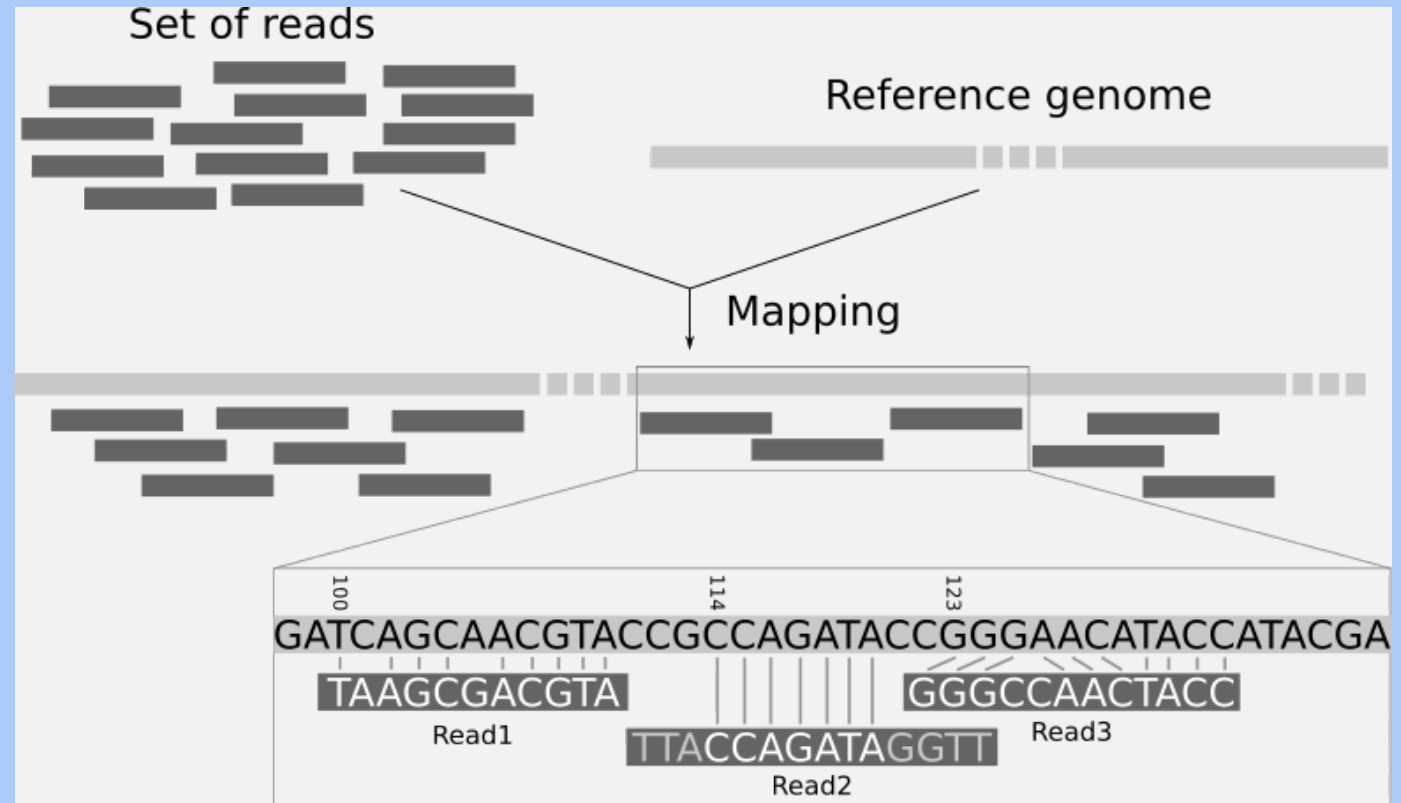 Set of reads
Reference genome
Mapping
100 114 123
GATCAGCAACGTACCGCCAGATACCGGGAACATACCATACGA
TAAGCGACGTA GGGCCAACTACC
Read1 Read3
TTACCAGATAGGTT
Read2